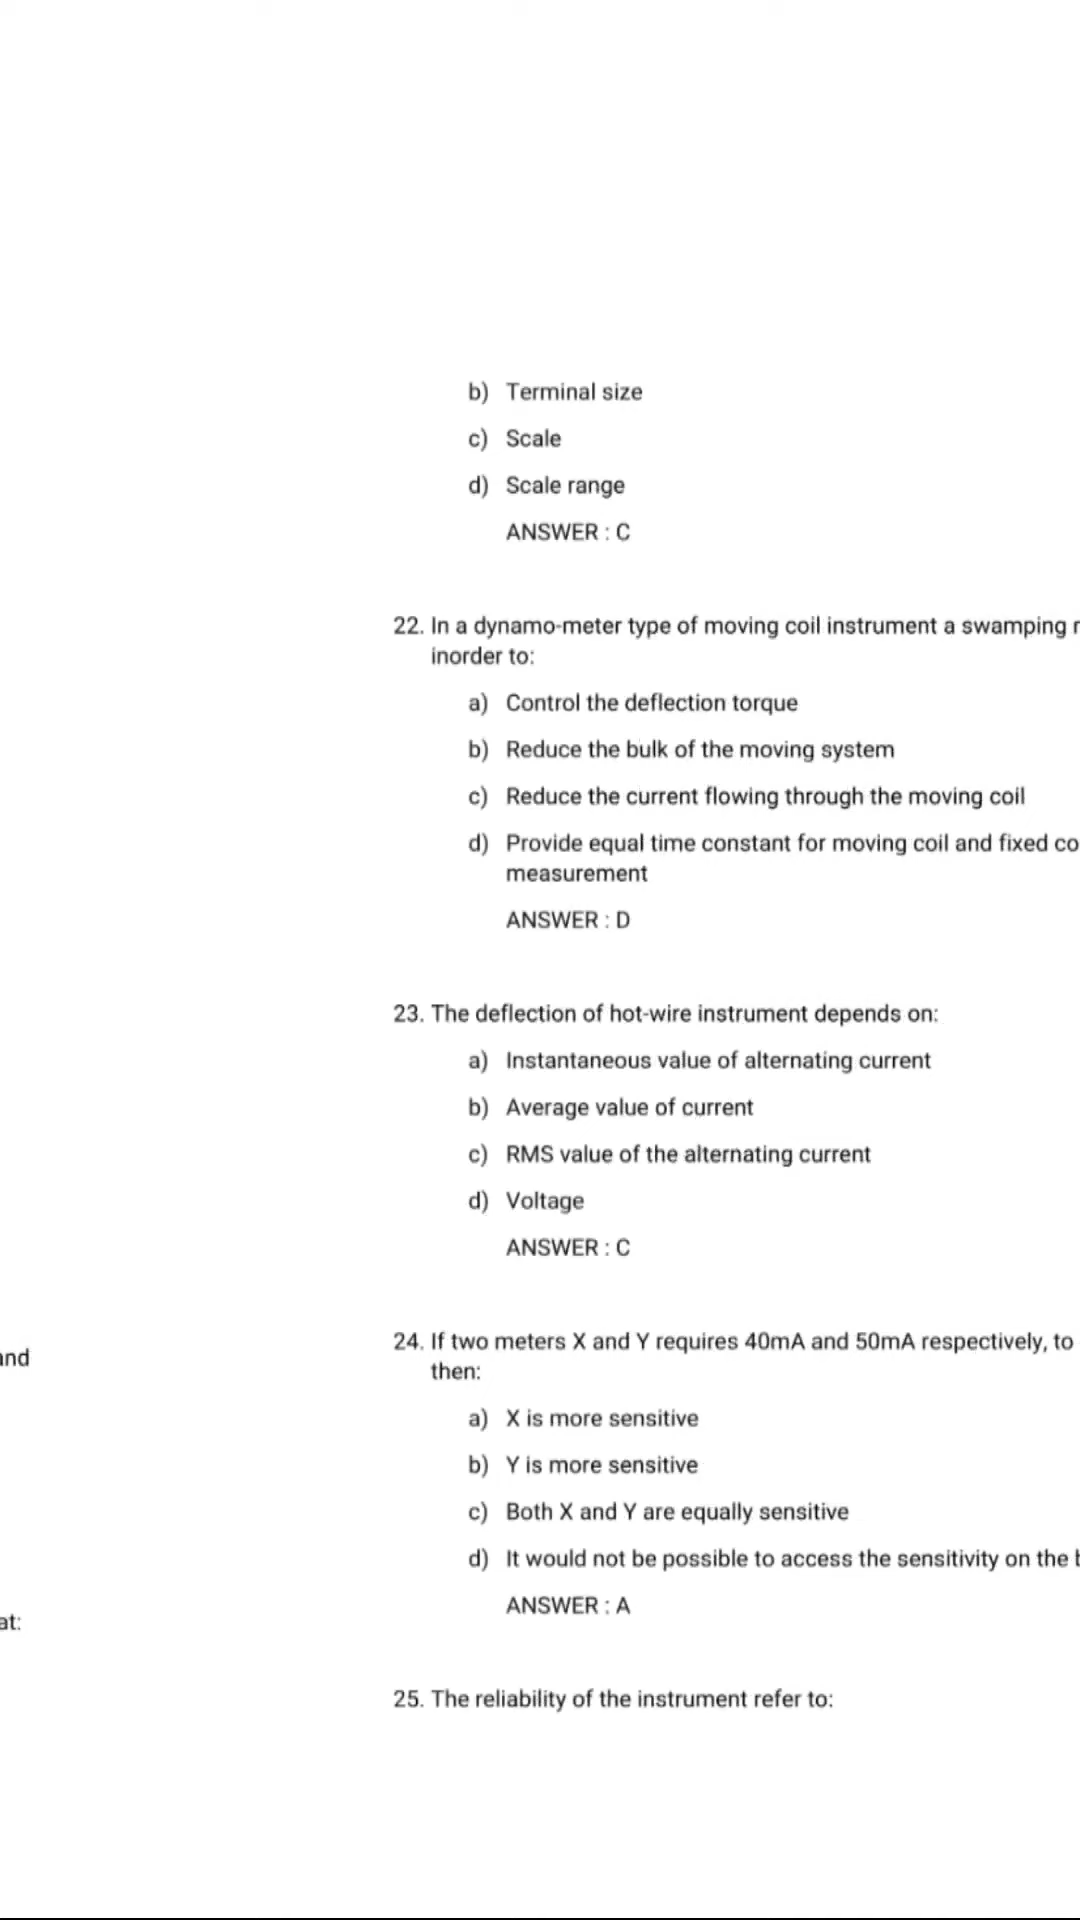 b) Terminal size
c) Scale
d) Scale range
ANSWER : C
22. In a dynamo-meter type of moving coil instrument a swamping
inorder to:
a) Control the deflection torque
b) Reduce the bulk of the moving system
c) Reduce the current flowing through the moving coil
d) Provide equal time constant for moving coil and fixed
measurement
ANSWER : D
23. The deflection of hot-wire instrument depends on:
a) Instantaneous value of alternating current
b) Average value of current
c) RMS value of the alternating current
d) Voltage
ANSWER : C
and
24. If two meters X and Y requires 40mA and 50mA respectively, to
then:
a) X is more sensitive
b) Y is more sensitive
c) Both X and Y are equally sensitive
d) It would not be possible to access the sensitivity on the
ANSWER : A
at:
25. The reliability of the instrument refer to: